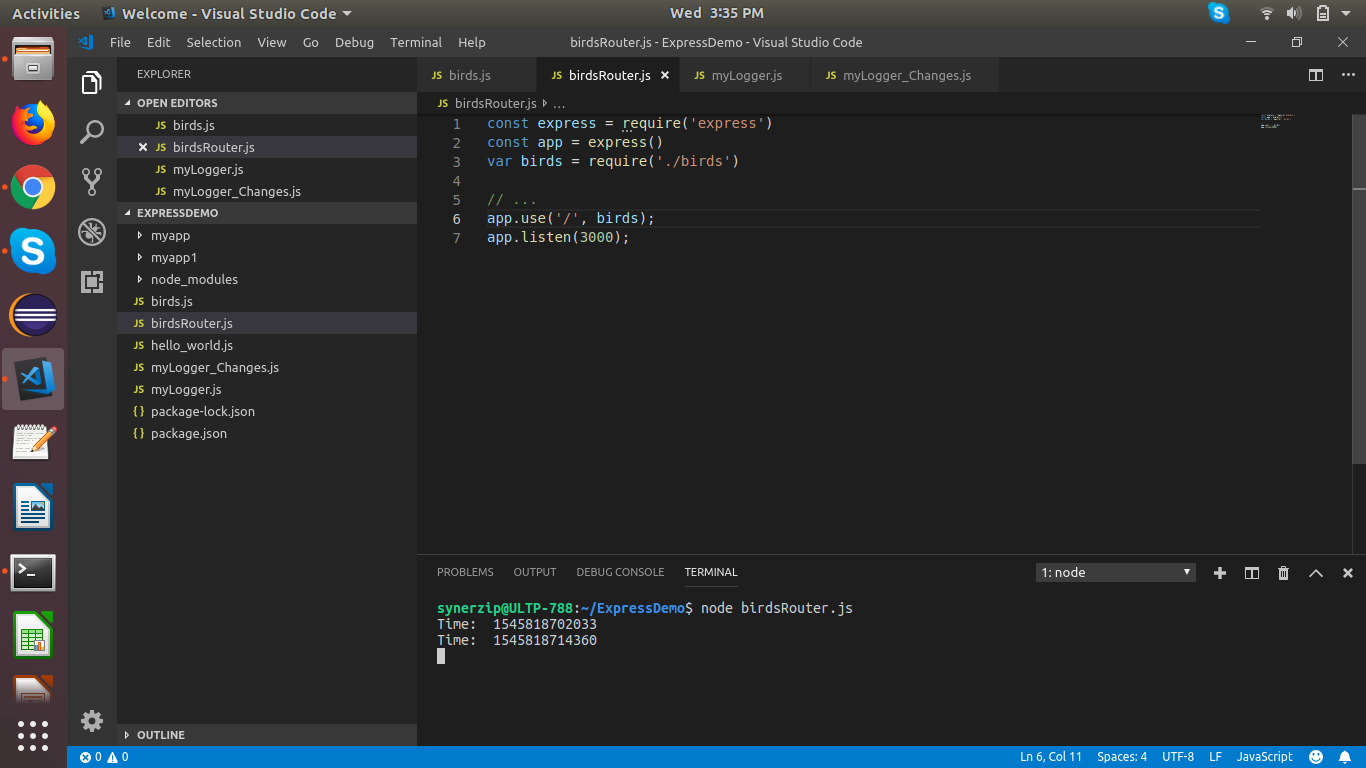 Activities
Welcome - Visual Studio Code
Wed 3:35 PM
File Edit Selection View Go Debug Terminal Help
birdsRouter.js - ExpressDemo - Visual Studio Code
EXPLORER
OPEN EDITORS
JS birds.js
JS birdsRouter.js
JS myLogger.js
JS myLogger_Changes.js
EXPRESSDEMO
myapp
myapp1
node_modules
JS birds.js
JS birdsRouter.js
JS hello_world.js
JS myLogger_Changes.js
JS myLogger.js
{} package-lock.json
{} package.json
OUTLINE
JS birds.js
JS birdsRouter.js
JS myLogger.js
JS myLogger_Changes.js
JS birdsRouter.js ...
1 const express = require('express')
2 const app = express()
3 var birds = require('./birds')
4
5 // ...
6 app.use('/', birds);
7 app.listen(3000);
PROBLEMS OUTPUT DEBUG CONSOLE TERMINAL
1: node
synerzip@ULTP-788:~/ExpressDemo$ node birdsRouter.js
Time: 1545818702033
Time: 1545818714360
0 0
Ln 6, Col 11 Spaces: 4 UTF-8 LF JavaScript